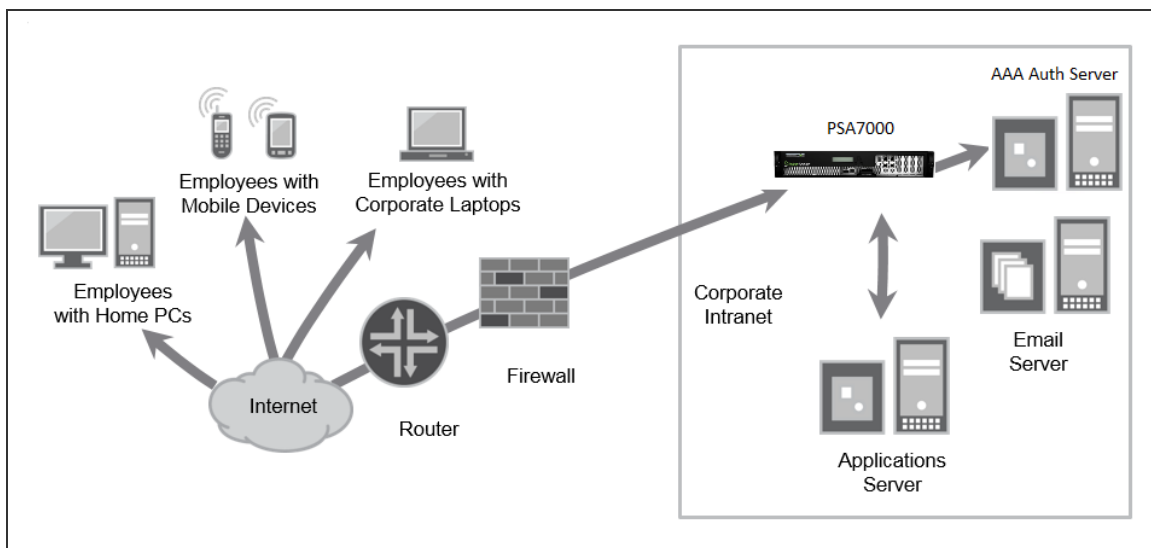 AAA Auth Server
PSA7000
Employees with
Mobile Devices
Employees with
Corporate Laptops
Employees
with Home PCs
Corporate
Intranet
Email
Server
Firewall
Internet
Router
Applications
Server